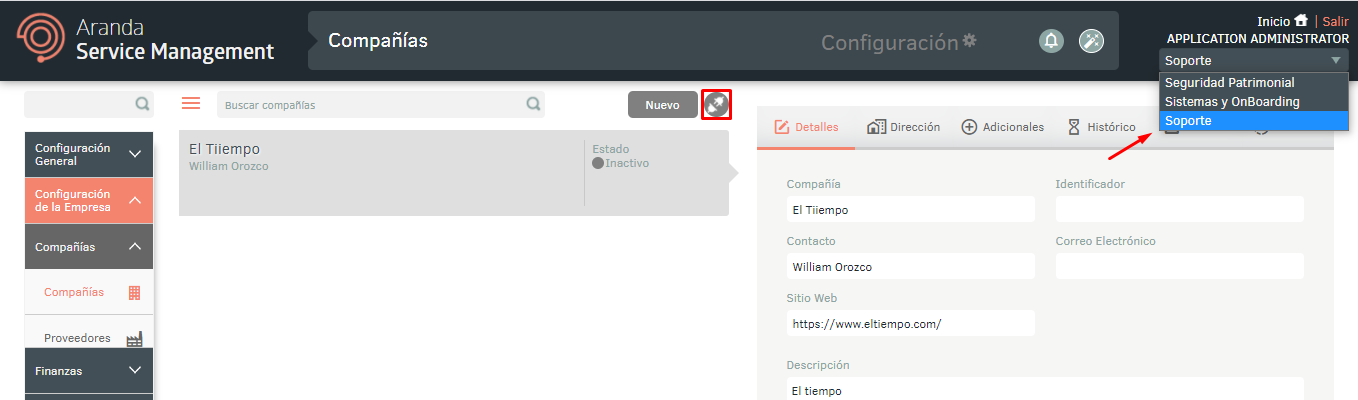 Aranda
Service Management
Compañías
Configuración
Inicio | Salir
APPLICATION ADMINISTRATOR
Soporte
Seguridad Patrimonial
Sistemas y OnBoarding
Soporte
Buscar compañías
Nuevo
Configuración
General
Configuración
de la Empresa
Compañías
Compañías
Proveedores
Finanzas
El Tiiempo
William Orozco
Estado
Inactivo
Detalles
Dirección
Adicionales
Histórico
Compañía
Identificador
El Tiiempo
Contacto
Correo Electrónico
William Orozco
Sitio Web
https://www.eltiempo.com/
Descripción
El tiempo